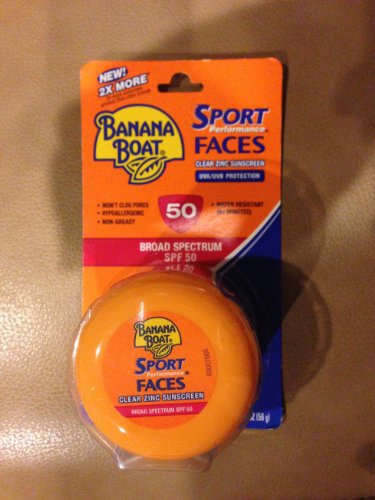 NEW!
2X MORE*
BANANA
BOAT®
SPORT
Performance®
FACES
CLEAR ZINC SUNSCREEN
UVA/UVB PROTECTION
• WON'T CLOG PORES
• HYPOALLERGENIC
• NON-GREASY
50
• WATER RESISTANT
(80 MINUTES)
BROAD SPECTRUM
SPF 50
BANANA
BOAT®
SPORT
Performance®
FACES
CLEAR ZINC SUNSCREEN
BROAD SPECTRUM SPF 50
OZ (56 g)